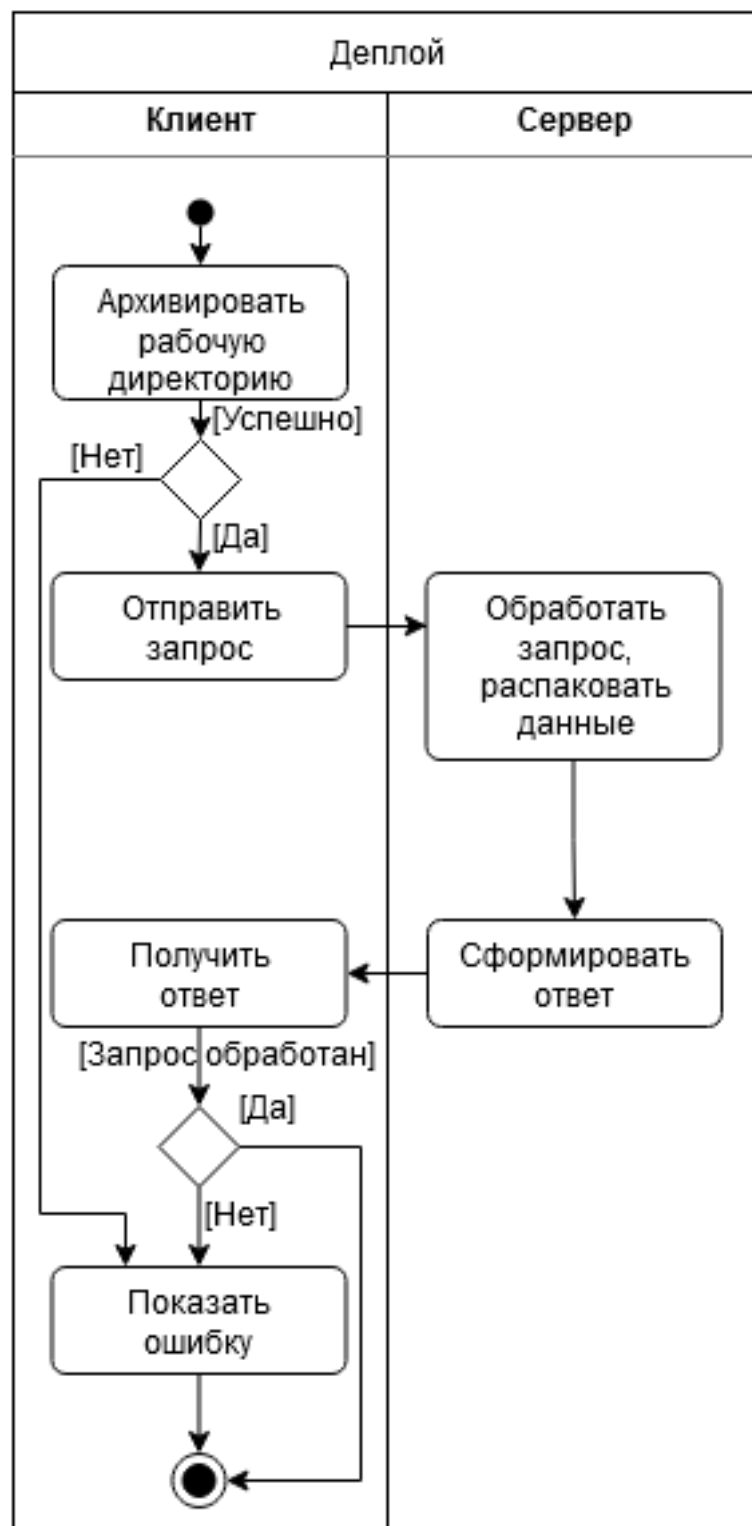 Деплой
Клиент
Сервер
Архивировать
рабочую
директорию
[Успешно]
[Нет]
[Да]
Отправить
запрос
Обработать
запрос,
распаковать
данные
Получить
ответ
Сформировать
ответ
[Запрос обработан]
[Да]
[Нет]
Показать
ошибку